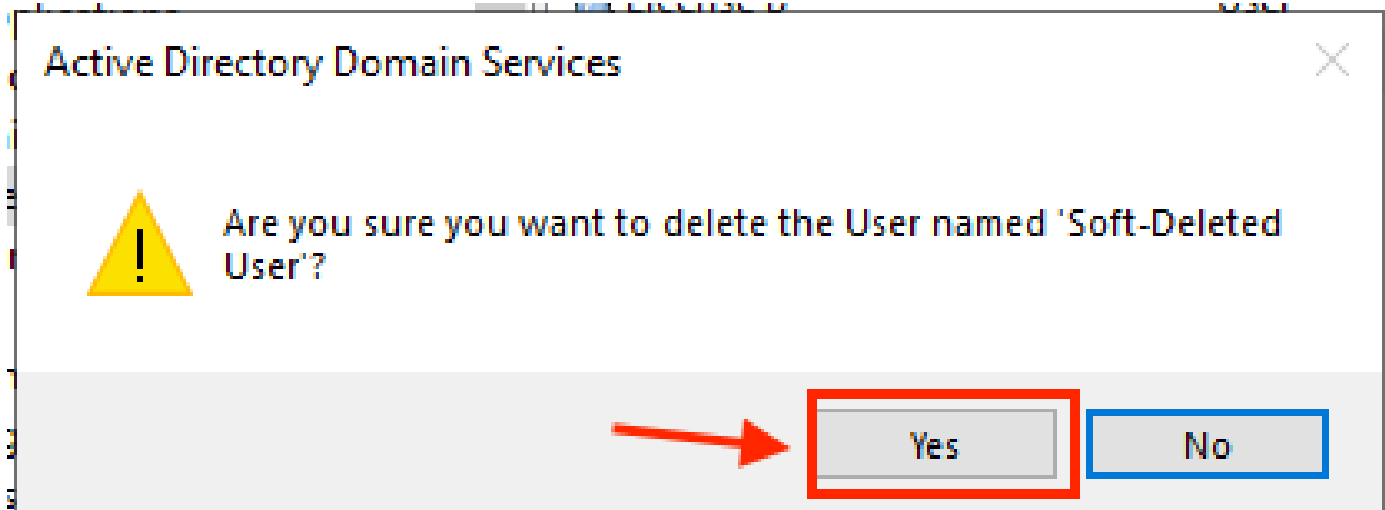 Active Directory Domain Services
Are you sure you want to delete the User named 'Soft-Deleted
User'?
Yes
No